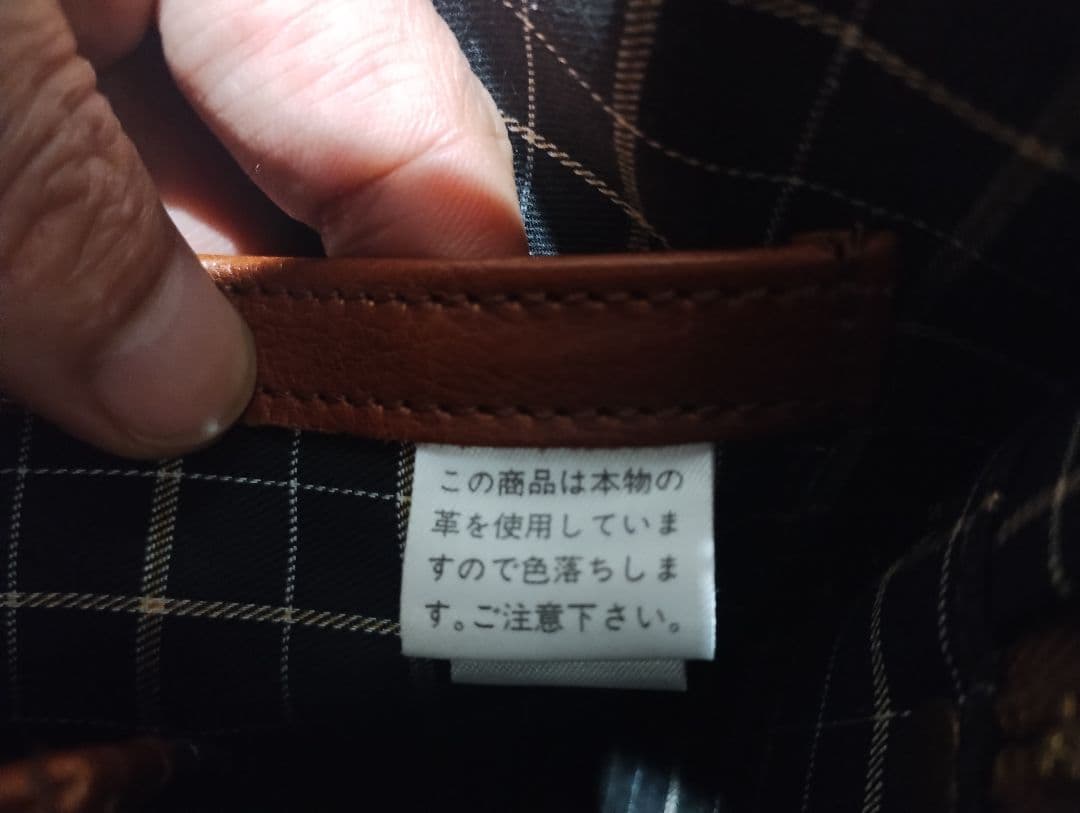 この商品は本物の
革を使用していま
すので色落ちしま
す。ご注意下さい。